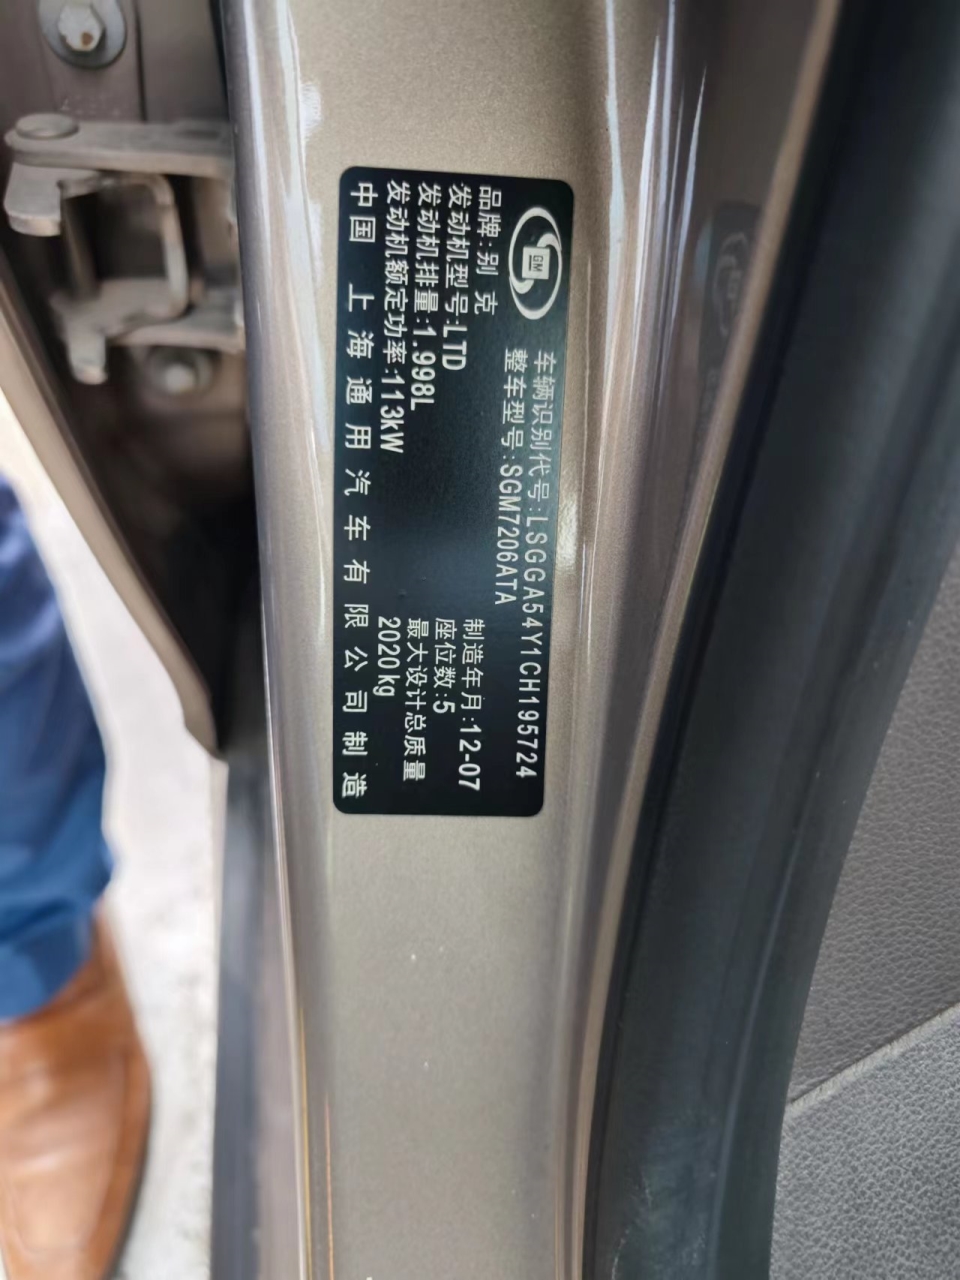 GM
车辆识别代号:LSGGA54Y1CH195724
整车型号:SGM7206ATA
品牌:别 克
发动机型号:LTD
发动机排量:1.998L
发动机额定功率:113kW
制造年月:12-07
座位数:5
最大设计总质量
2020kg
中国 上海通用汽车有限公司制造